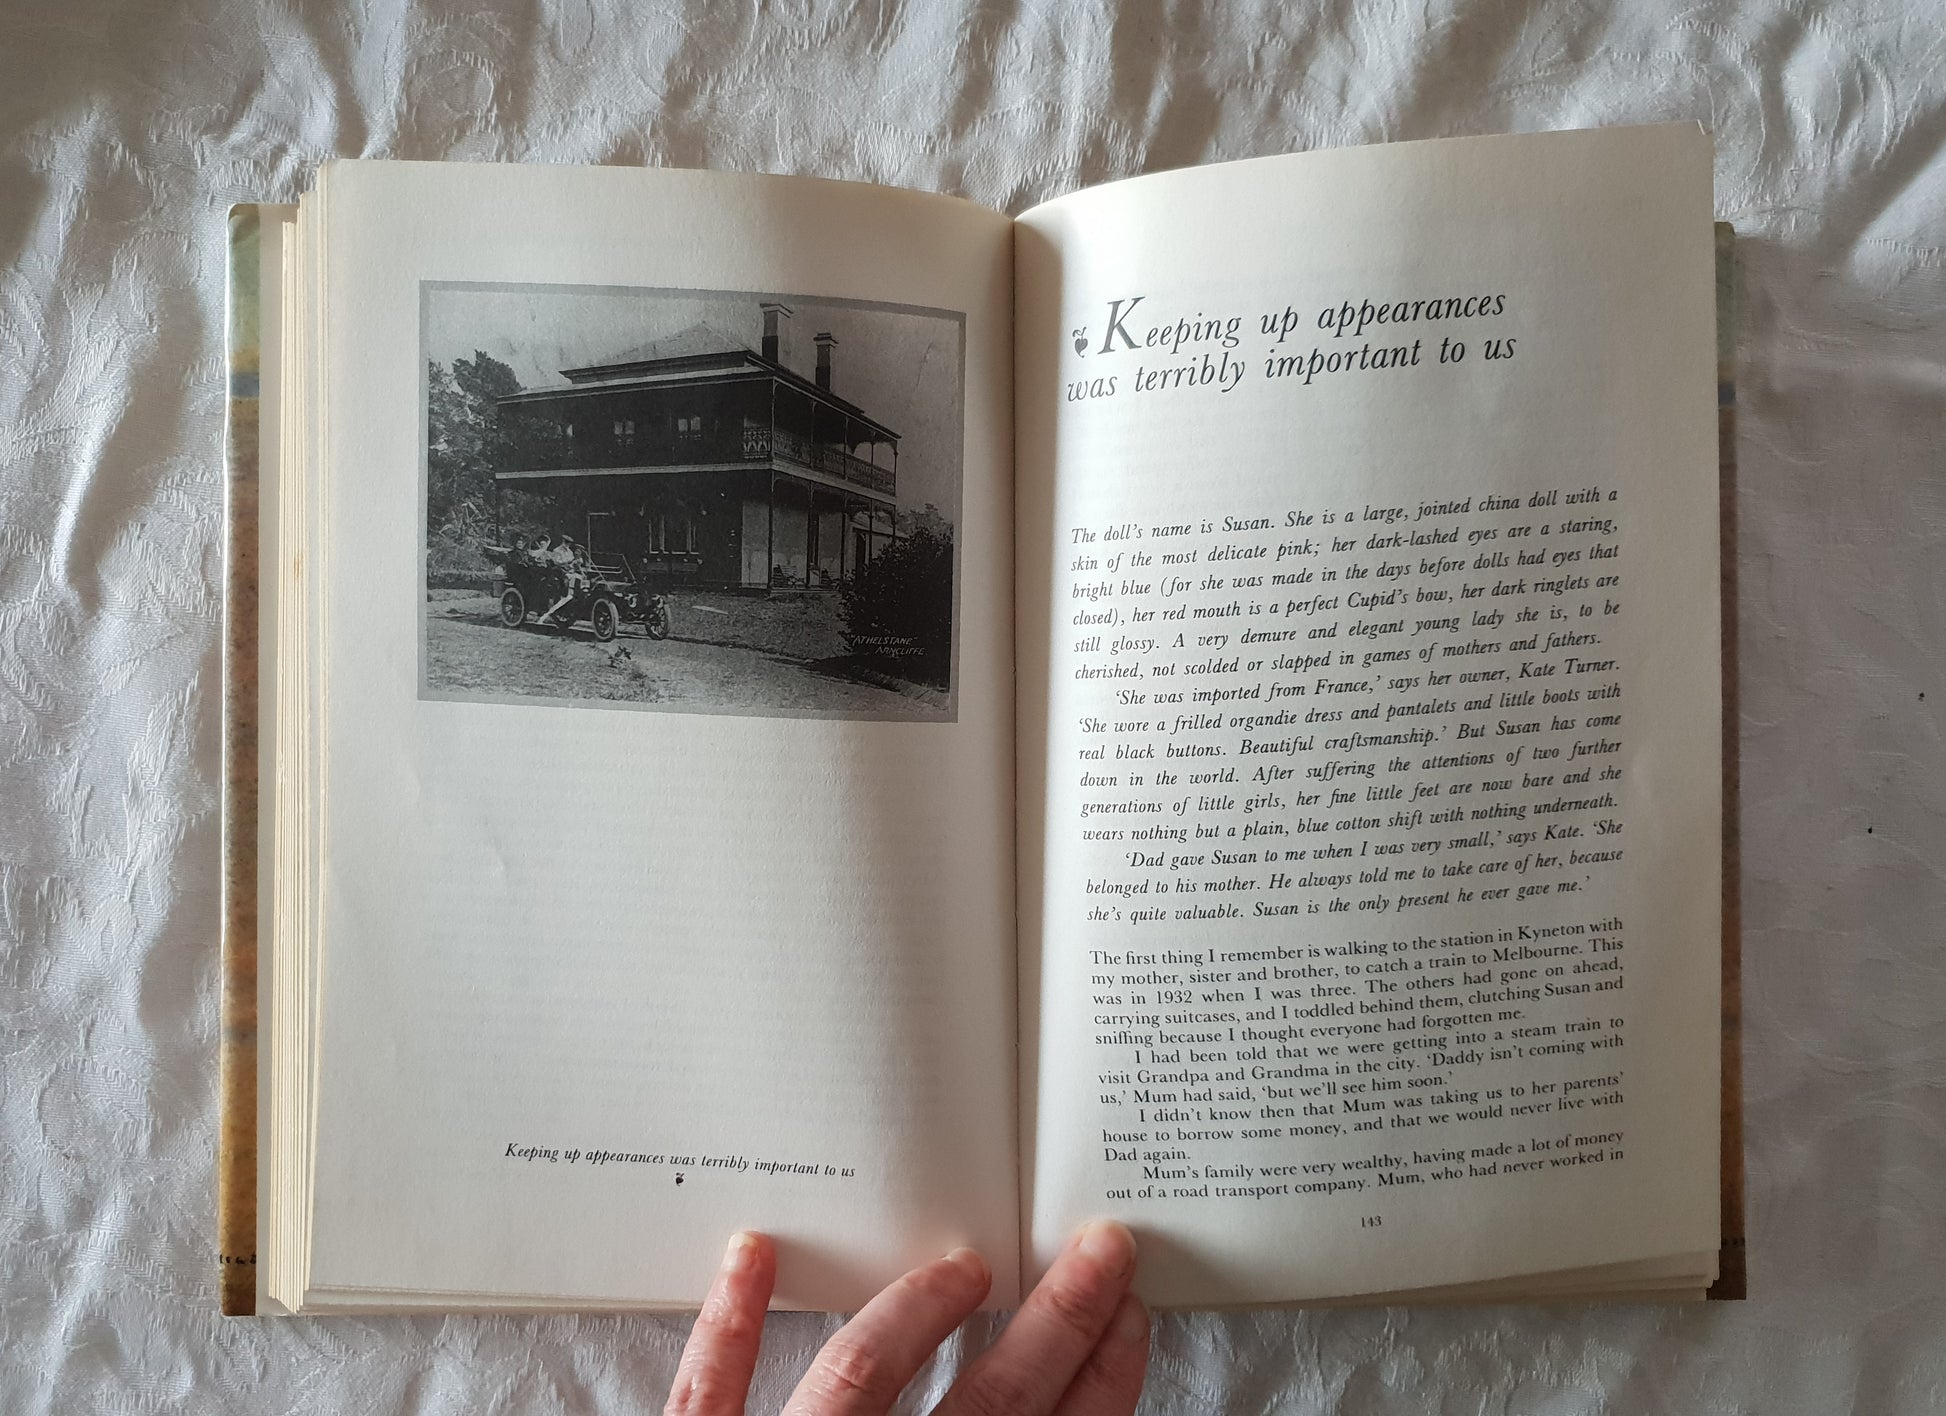 "ATHELSTANE"
ARNCLIFFE.
Keeping up appearances was terribly important to us
Keeping up appearances
was terribly important to us
The doll's name is Susan. She is a large, jointed china doll with a
skin of the most delicate pink; her dark-lashed eyes are a staring,
bright blue (for she was made in the days before dolls had eyes that
closed), her red mouth is a perfect Cupid's bow, her dark ringlets are
still glossy. A very demure and elegant young lady she is, to be
cherished, not scolded or slapped in games of mothers and fathers.
'She was imported from France,' says her owner, Kate Turner.
'She wore a frilled organdie dress and pantalets and little boots with
real black buttons. Beautiful craftsmanship.' But Susan has come
down in the world. After suffering the attentions of two further
generations of little girls, her fine little feet are now bare and she
wears nothing but a plain, blue cotton shift with nothing underneath.
'Dad gave Susan to me when I was very small,' says Kate. 'She
belonged to his mother. He always told me to take care of her, because
she's quite valuable. Susan is the only present he ever gave me.'
The first thing I remember is walking to the station in Kyneton with
my mother, sister and brother, to catch a train to Melbourne. This
was in 1932 when I was three. The others had gone on ahead,
carrying suitcases, and I toddled behind them, clutching Susan and
sniffing because I thought everyone had forgotten me.
I had been told that we were getting into a steam train to
visit Grandpa and Grandma in the city. 'Daddy isn't coming with
us,' Mum had said, 'but we'll see him soon.'
I didn't know then that Mum was taking us to her parents'
house to borrow some money, and that we would never live with
Dad again.
Mum's family were very wealthy, having made a lot of money
out of a road transport company. Mum, who had never worked in
143